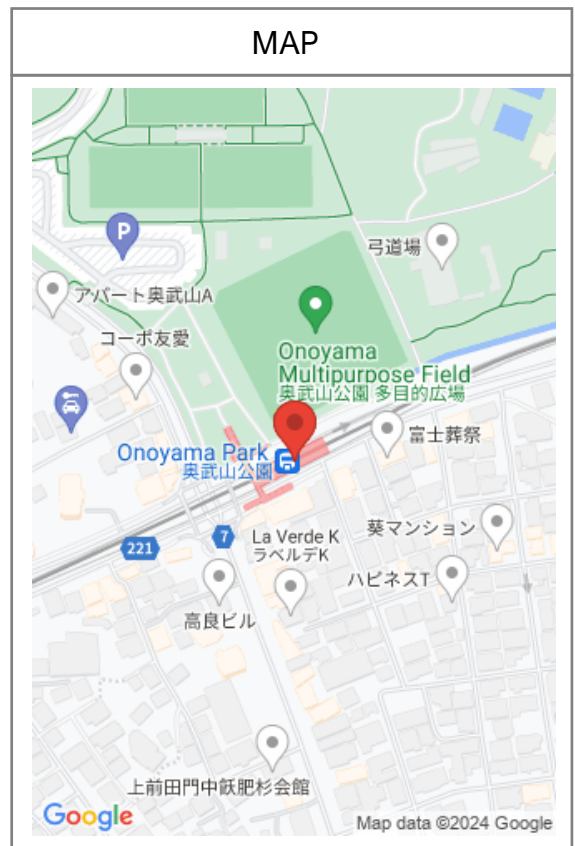 MAP
P
弓道場
アパート奥武山A
コーポ友愛
Onoyama
Multipurpose Field
奥武山公園 多目的広場
富士葬祭
Onoyama Park
奥武山公園
221
7
La Verde K
ラベルデK
葵マンション
ハピネスT
高良ビル
上前田門中飫肥杉会館
Google
Map data ©2024 Google